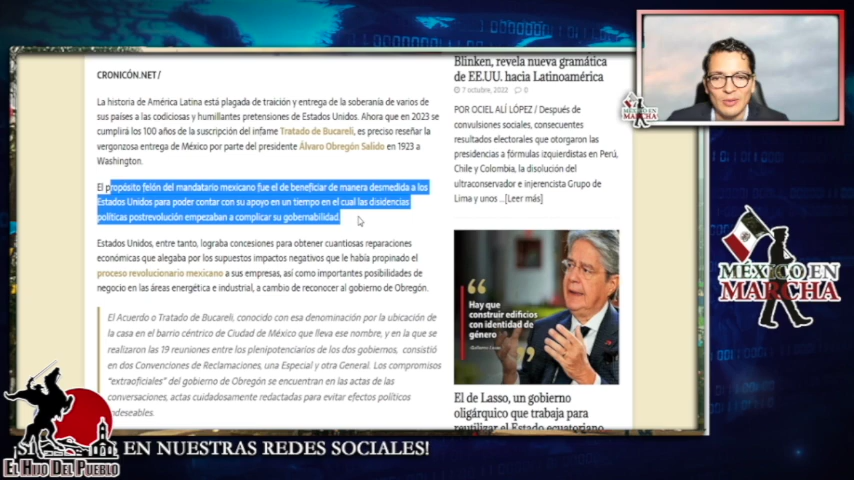 CRONICÓN.NET /
La historia de América Latina está plagada de traición y entrega de la soberanía de varios de
sus países a las codiciosas y humillantes pretensiones de Estados Unidos. Ahora que en 2023 se
cumplirá los 100 años de la suscripción del infame Tratado de Bucareli, es preciso reseñar la
vergonzosa entrega de México por parte del presidente Álvaro Obregón Salido en 1923 a
Washington.
El propósito felón del mandatario mexicano fue el de beneficiar de manera desmedida a los
Estados Unidos para poder contar con su apoyo en un tiempo en el cual las disidencias
políticas postrevolución empezaban a complicar su gobernabilidad.
Estados Unidos, entre tanto, lograba concesiones para obtener cuantiosas reparaciones
económicas que alegaba por los supuestos impactos negativos que le había propinado el
proceso revolucionario mexicano a sus empresas, así como importantes posibilidades de
negocio en las áreas energética e industrial, a cambio de reconocer al gobierno de Obregón.
El Acuerdo o Tratado de Bucareli, conocido con esa denominación por la ubicación de
la casa en el barrio céntrico de Ciudad de México que lleva ese nombre, y en la que se
realizaron las 19 reuniones entre los plenipotenciarios de los dos gobiernos, consistió
en dos Convenciones de Reclamaciones, una Especial y otra General. Los compromisos
"extraoficiales" del gobierno de Obregón se encuentran en las actas de las
conversaciones, actas cuidadosamente redactadas para evitar efectos políticos
indeseables.
Blinken, revela nueva gramática
de EE.UU. hacia Latinoamérica
7 octubre, 2022 0
POR OCIEL ALÍ LÓPEZ / Después de
convulsiones sociales, consecuentes
resultados electorales que otorgaron las
presidencias a fórmulas izquierdistas en Perú,
Chile y Colombia, la disolución del
ultraconservador e injerencista Grupo de
Lima y unos ...[Leer más]
Hay que
construir edificios
con identidad de
género
El de Lasso, un gobierno
oligárquico que trabaja para
reutilizar el Estado ecuatoriano
MÉXICO EN
MARCHA
MÉXICO EN
MARCHA
EN NUESTRAS REDES SOCIALES!
EL HIJO DEL PUEBLO